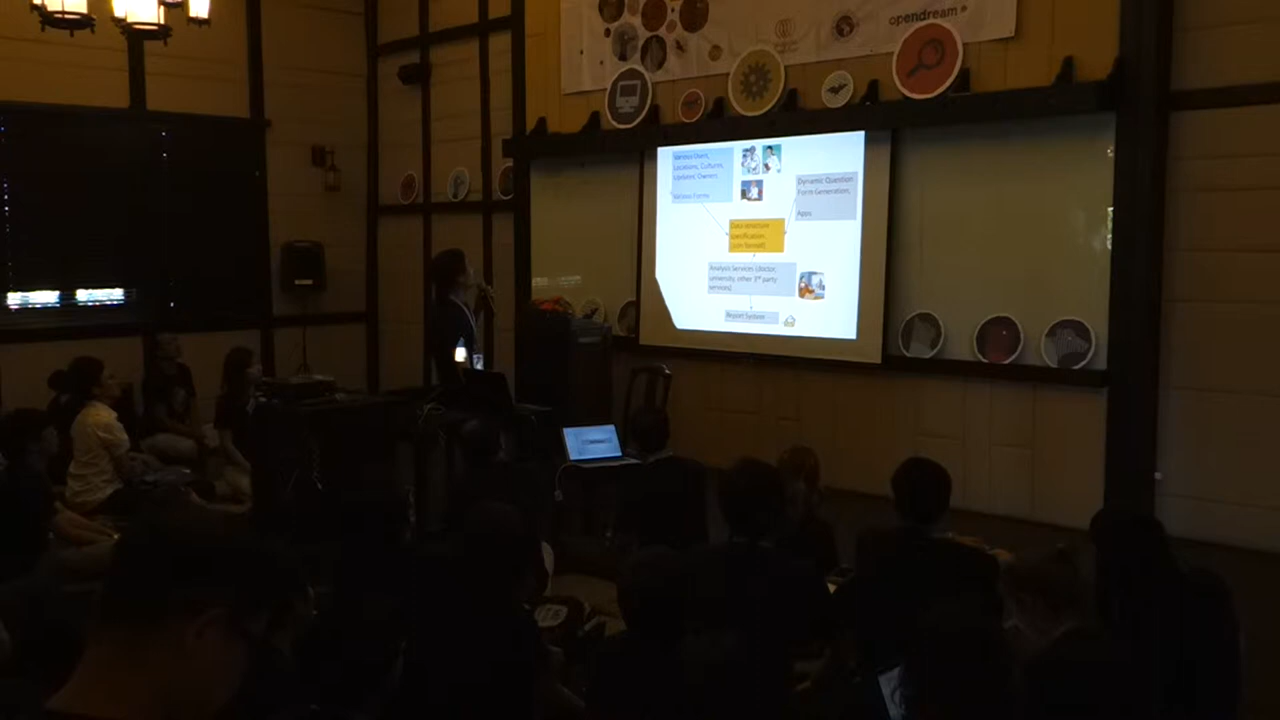 opendream
Various Users,
Locations, Cultures,
Updates, Owners
Various Forms
Dynamic Question
Form Generation,
Apps
Data structure
specification
(json format)
Analysis Services (doctor,
university, other 3rd party
services)
Report System